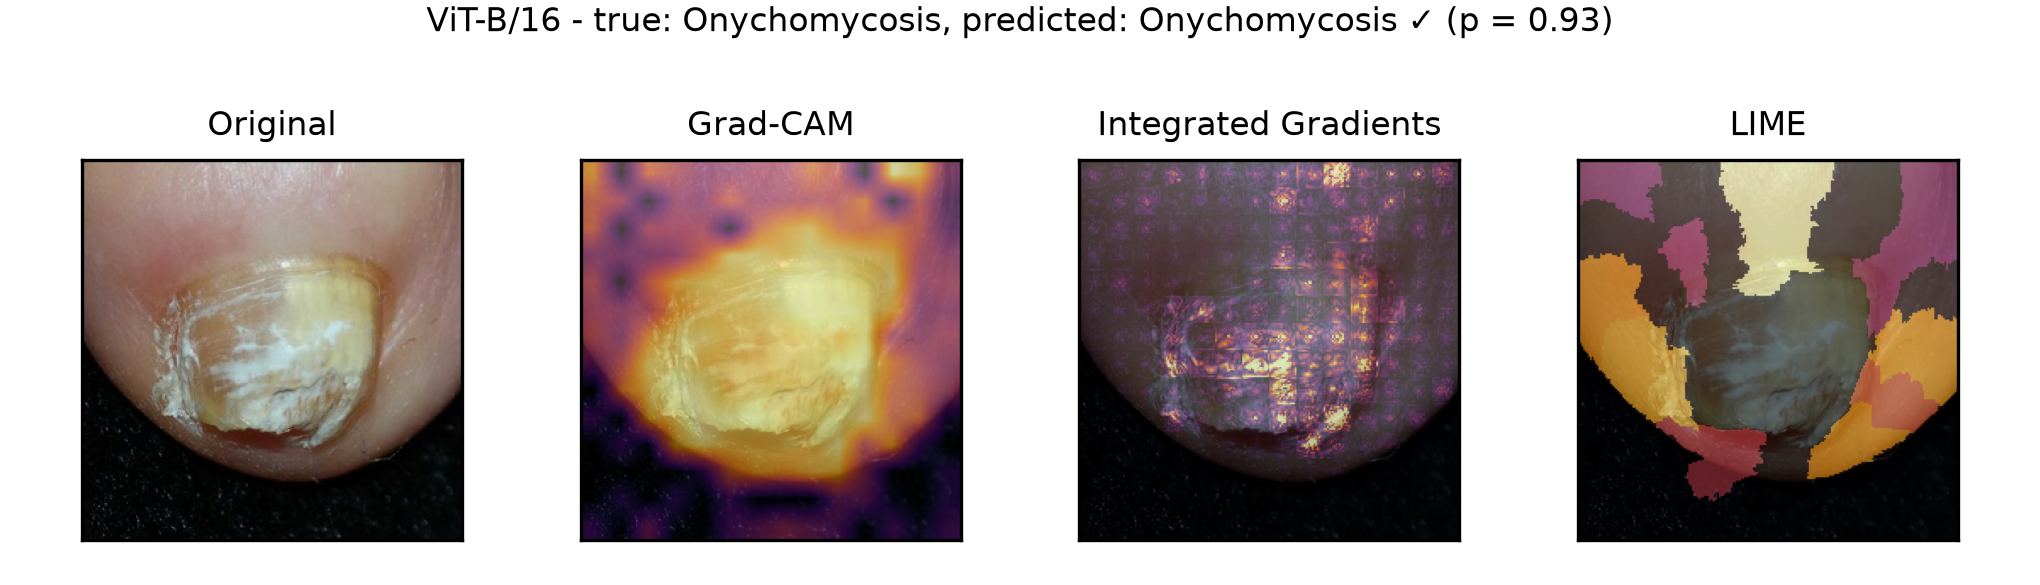 ViT-B/16 - true: Onychomycosis, predicted: Onychomycosis ✓ (p = 0.93)
Original
Grad-CAM
Integrated Gradients
LIME